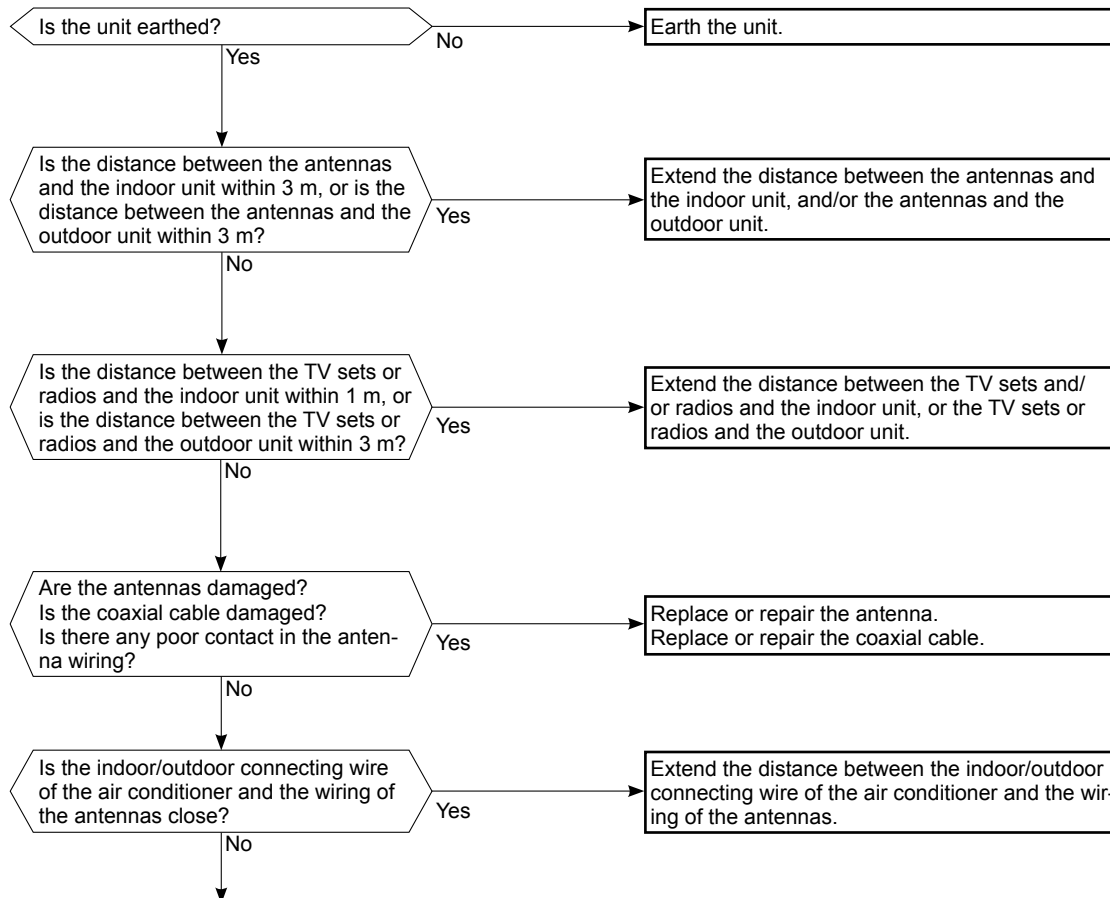 Is the unit earthed?
No
Earth the unit.
Yes
Is the distance between the antennas
and the indoor unit within 3 m, or is the
distance between the antennas and the
outdoor unit within 3 m?
Yes
Extend the distance between the antennas and
the indoor unit, and/or the antennas and the
outdoor unit.
No
Is the distance between the TV sets or
radios and the indoor unit within 1 m, or
is the distance between the TV sets or
radios and the outdoor unit within 3 m?
Yes
Extend the distance between the TV sets and/
or radios and the indoor unit, or the TV sets or
radios and the outdoor unit.
No
Are the antennas damaged?
Is the coaxial cable damaged?
Is there any poor contact in the anten-
na wiring?
Yes
Replace or repair the antenna.
Replace or repair the coaxial cable.
No
Is the indoor/outdoor connecting wire
of the air conditioner and the wiring of
the antennas close?
Yes
Extend the distance between the indoor/outdoor
connecting wire of the air conditioner and the wir-
ing of the antennas.
No